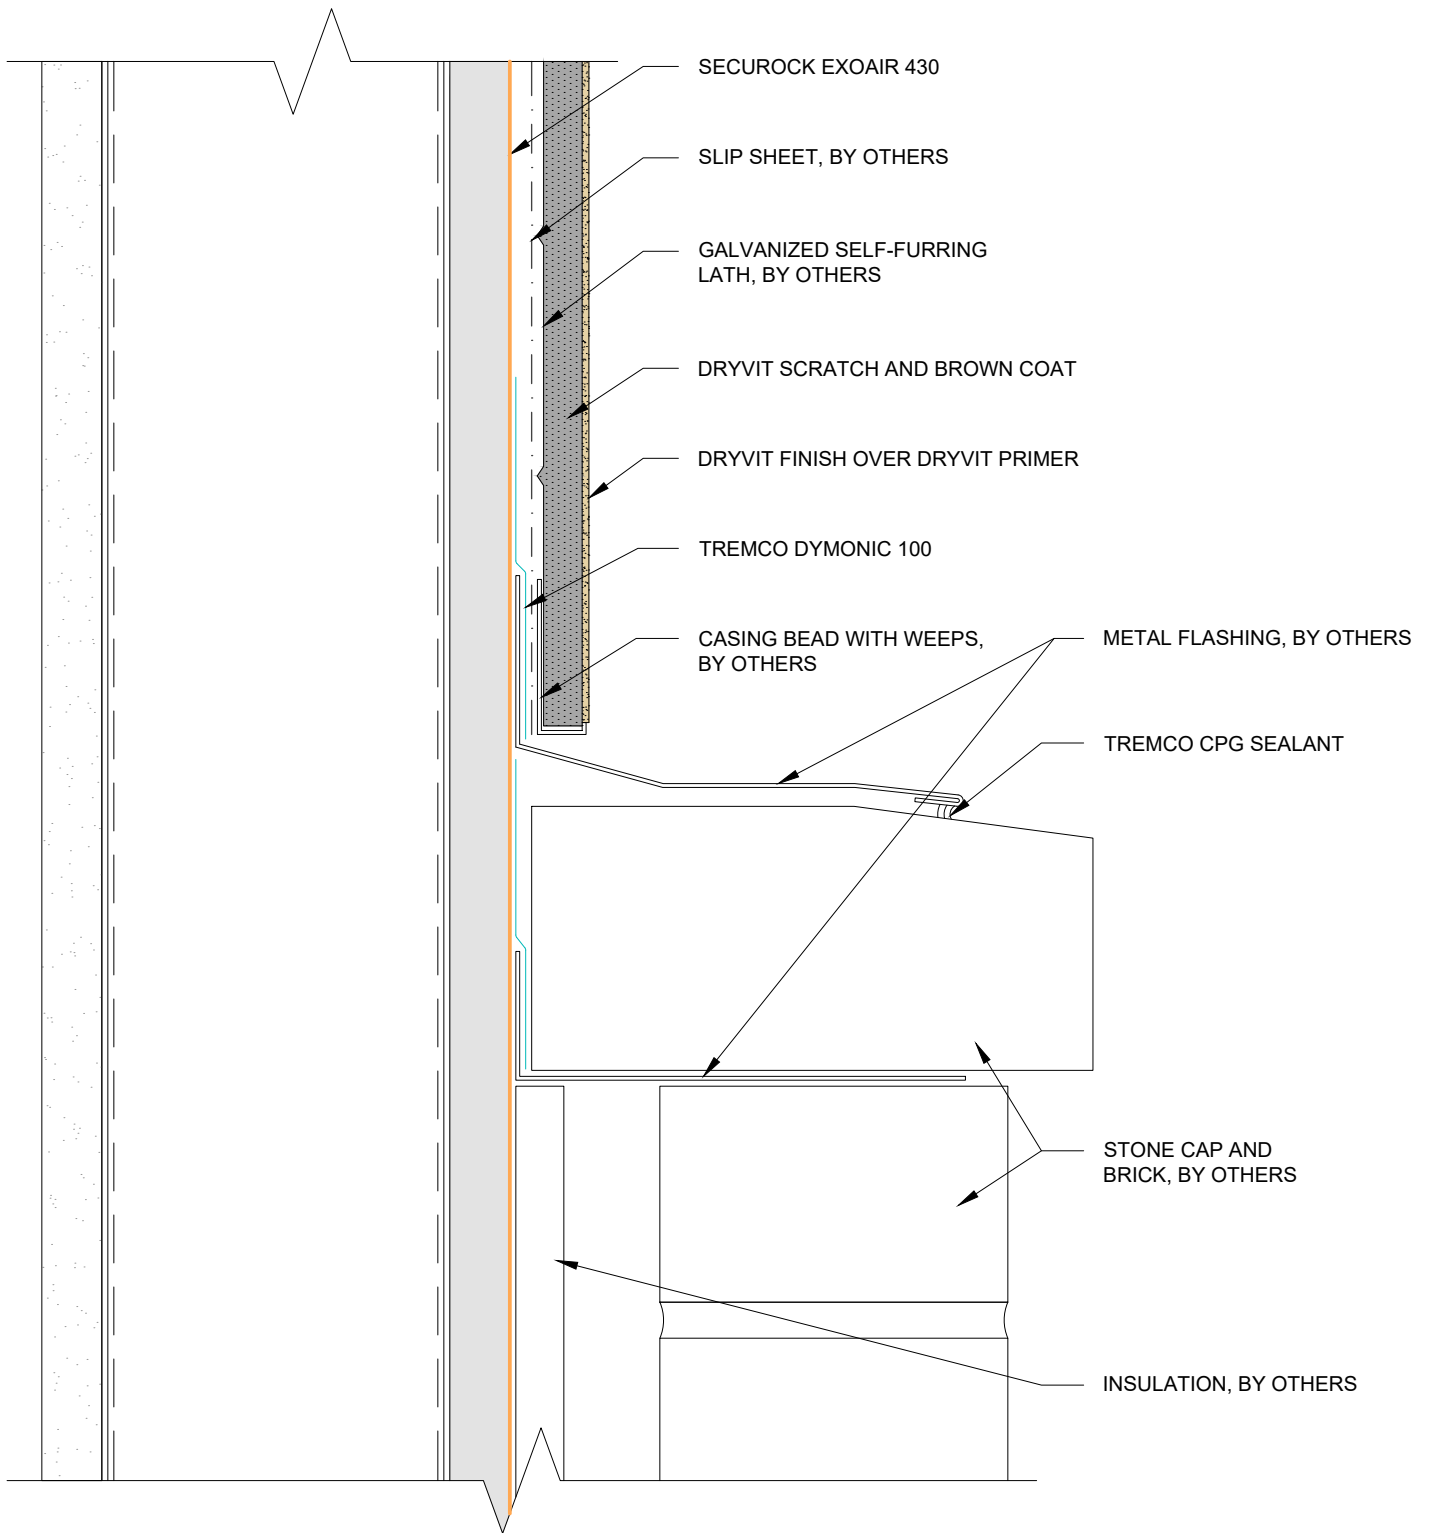 SECUROCK EXOAIR 430
SLIP SHEET, BY OTHERS
GALVANIZED SELF-FURRING
LATH, BY OTHERS
DRYVIT SCRATCH AND BROWN COAT
DRYVIT FINISH OVER DRYVIT PRIMER
TREMCO DYMONIC 100
CASING BEAD WITH WEEPS,
BY OTHERS
METAL FLASHING, BY OTHERS
TREMCO CPG SEALANT
STONE CAP AND
BRICK, BY OTHERS
INSULATION, BY OTHERS